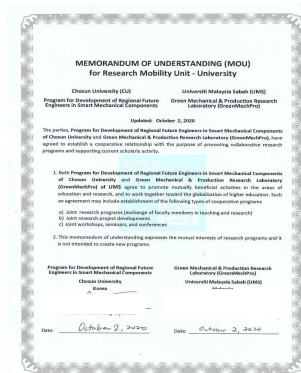 MEMORANDUM OF UNDERSTANDING (MOU)
for Research Mobility Unit - University
Chosun University (CU)
Universiti Malaysia Sabah (UMS)
Program for Development of Regional Future
Engineers in Smart Mechanical Components
Green Mechanical & Production Research
Laboratory (GreenMechPro)
Updated: October 2, 2020
The parties, Program for Development of Regional Future Engineers in Smart Mechanical Components
of Chosun University and Green Mechanical & Production Research Laboratory (GreenMechPro), have
agreed to establish a cooperative relationship with the purpose of promoting collaborative research
programs and supporting current scholarly activity.
1. Both Program for Development of Regional Future Engineers in Smart Mechanical Components
of Chosun University and Green Mechanical & Production Research Laboratory
(GreenMechPro) of UMS agree to promote mutually beneficial activities in the areas of
education and research, and to work together toward the globalization of higher education. Such
an agreement may include establishment of the following types of cooperative programs
a) Joint research programs (exchange of faculty members in teaching and research)
b) Joint research project developments
c) Joint workshops, seminars, and conferences
2. This memorandum of understanding expresses the mutual interests of research programs and it
is not intended to create new programs.
Program for Development of Regional Future
Engineers in Smart Mechanical Components
Chosun University
Korea
Green Mechanical & Production Research
Laboratory (GreenMechPro)
Universiti Malaysia Sabah (UMS)
Date: October 2, 2020
Date: October 2, 2020